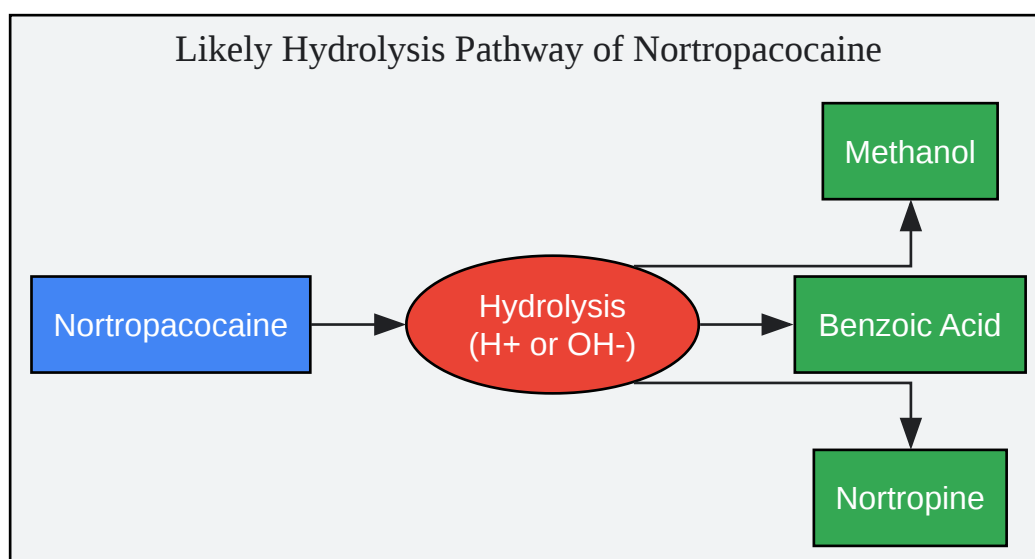 Likely Hydrolysis Pathway of Nortropacocaine
Methanol
Nortropacocaine
Hydrolysis
(H+ or OH-)
Benzoic Acid
Nortropine